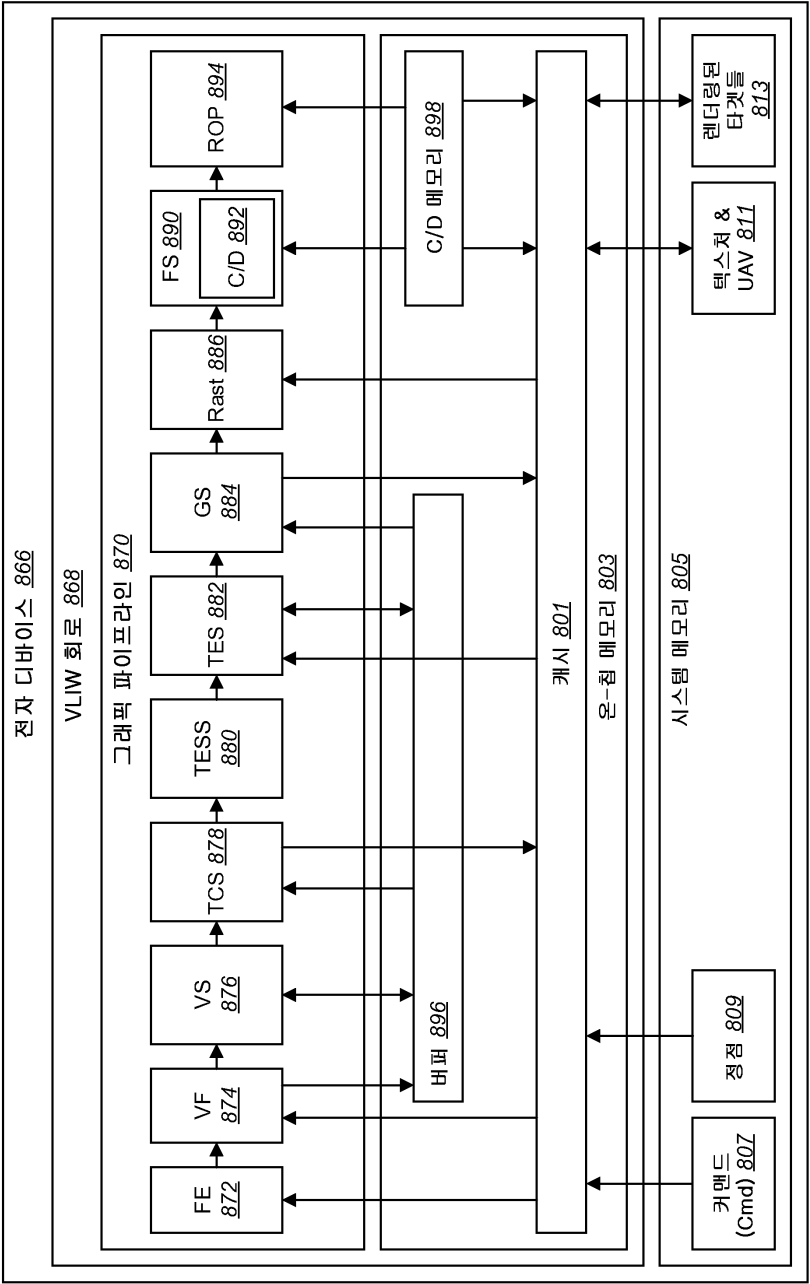 전자 디바이스 866
VLIW 회로 868
그래픽 파이프라인 870
FE
872
VF
874
VS
876
TCS 878
TESS
880
TES 882
GS
884
Rast 886
FS 890
C/D 892
ROP 894
버퍼 896
C/D 메모리 898
캐시 801
온-칩 메모리 803
시스템 메모리 805
커맨드
(Cmd) 807
정점 809
텍스처 &
UAV 811
렌더링된
타겟들
813